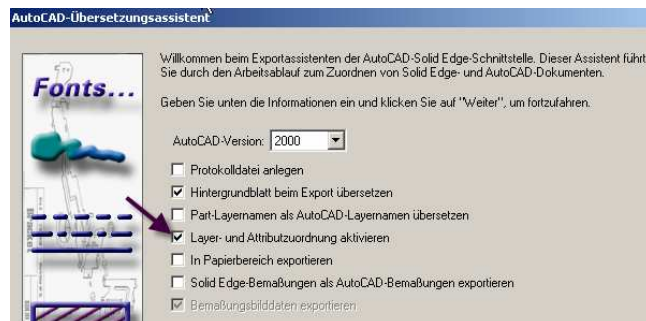 AutoCAD-Übersetzungsassistent
Willkommen beim Exportassistenten der AutoCAD-Solid Edge-Schnittstelle. Dieser Assistent führt
Sie durch den Arbeitsablauf zum Zuordnen von Solid Edge- und AutoCAD-Dokumenten.
Fonts...
Geben Sie unten die Informationen ein und klicken Sie auf "Weiter", um fortzufahren.
AutoCAD-Version: 2000
Protokolldatei anlegen
Hintergrundblatt beim Export übersetzen
Part-Layernamen als AutoCAD-Layernamen übersetzen
Layer- und Attributzuordnung aktivieren
In Papierbereich exportieren
Solid Edge-Bemaßungen als AutoCAD-Bemaßungen exportieren
Bemaßungsbilddaten exportieren